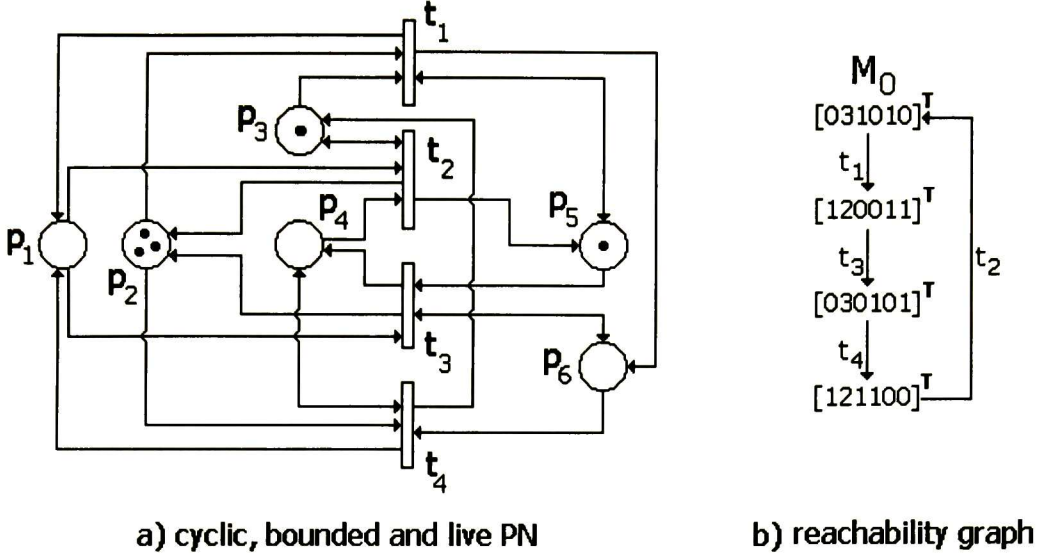 t1
p3
t2
p4
p5
p1
p2
t3
p6
t4
a) cyclic, bounded and live PN
M0
[031010]T
t1
[120011]T
t3
t2
[030101]T
t4
[121100]T
b) reachability graph